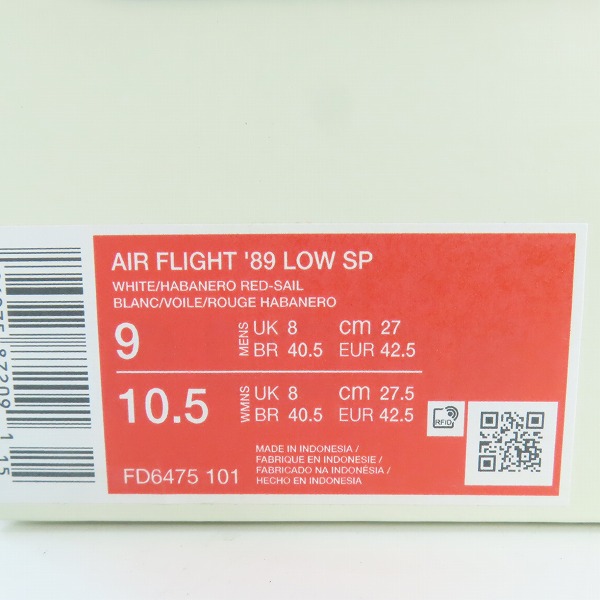 AIR FLIGHT '89 LOW SP
WHITE/HABANERO RED-SAIL
BLANC/VOILE/ROUGE HABANERO
9 MENS UK 8 cm 27
BR 40.5 EUR 42.5
10.5 WMNS UK 8 cm 27.5
BR 40.5 EUR 42.5
RFID
MADE IN INDONESIA/
FABRIQUE EN INDONESIE/
FABRICADO NA INDONÉSIA/
HECHO EN INDONESIA
FD6475 101